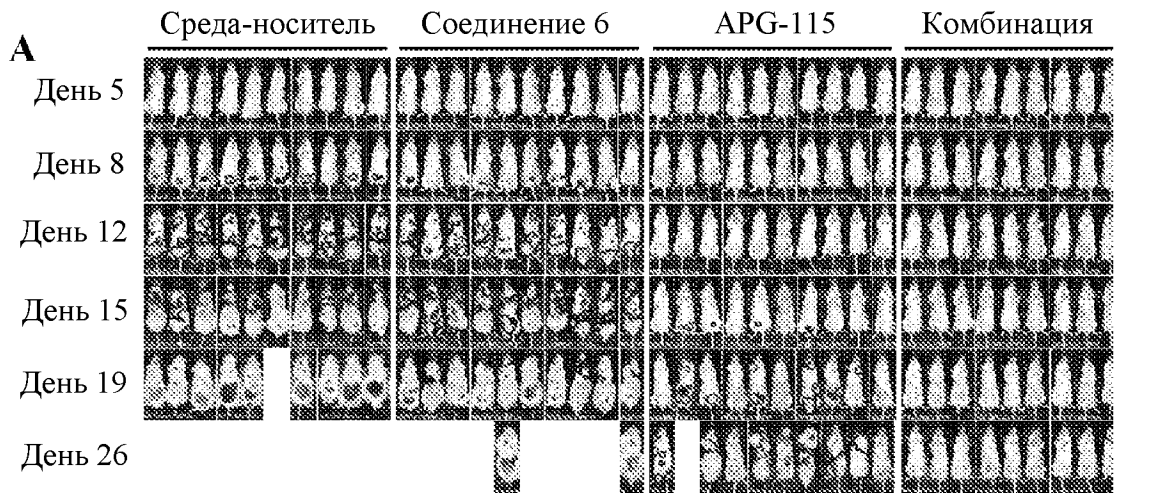 Среда-носитель Соединение 6 APG-115 Комбинация
A
День 5
День 8
День 12
День 15
День 19
День 26